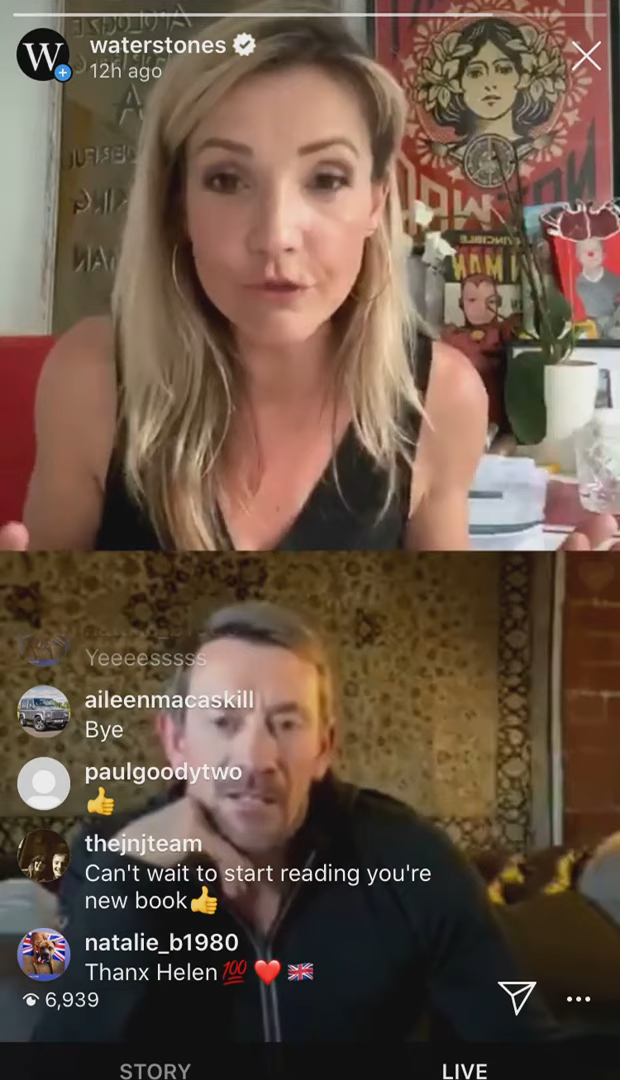 W
waterstones
12h ago
Yeeeesssss
aileenmacaskill
Bye
paulgoodytwo
👍
thejnjteam
Can't wait to start reading you're
new book👍
natalie_b1980
Thanx Helen💯❤️🇬🇧
6,939
STORY
LIVE